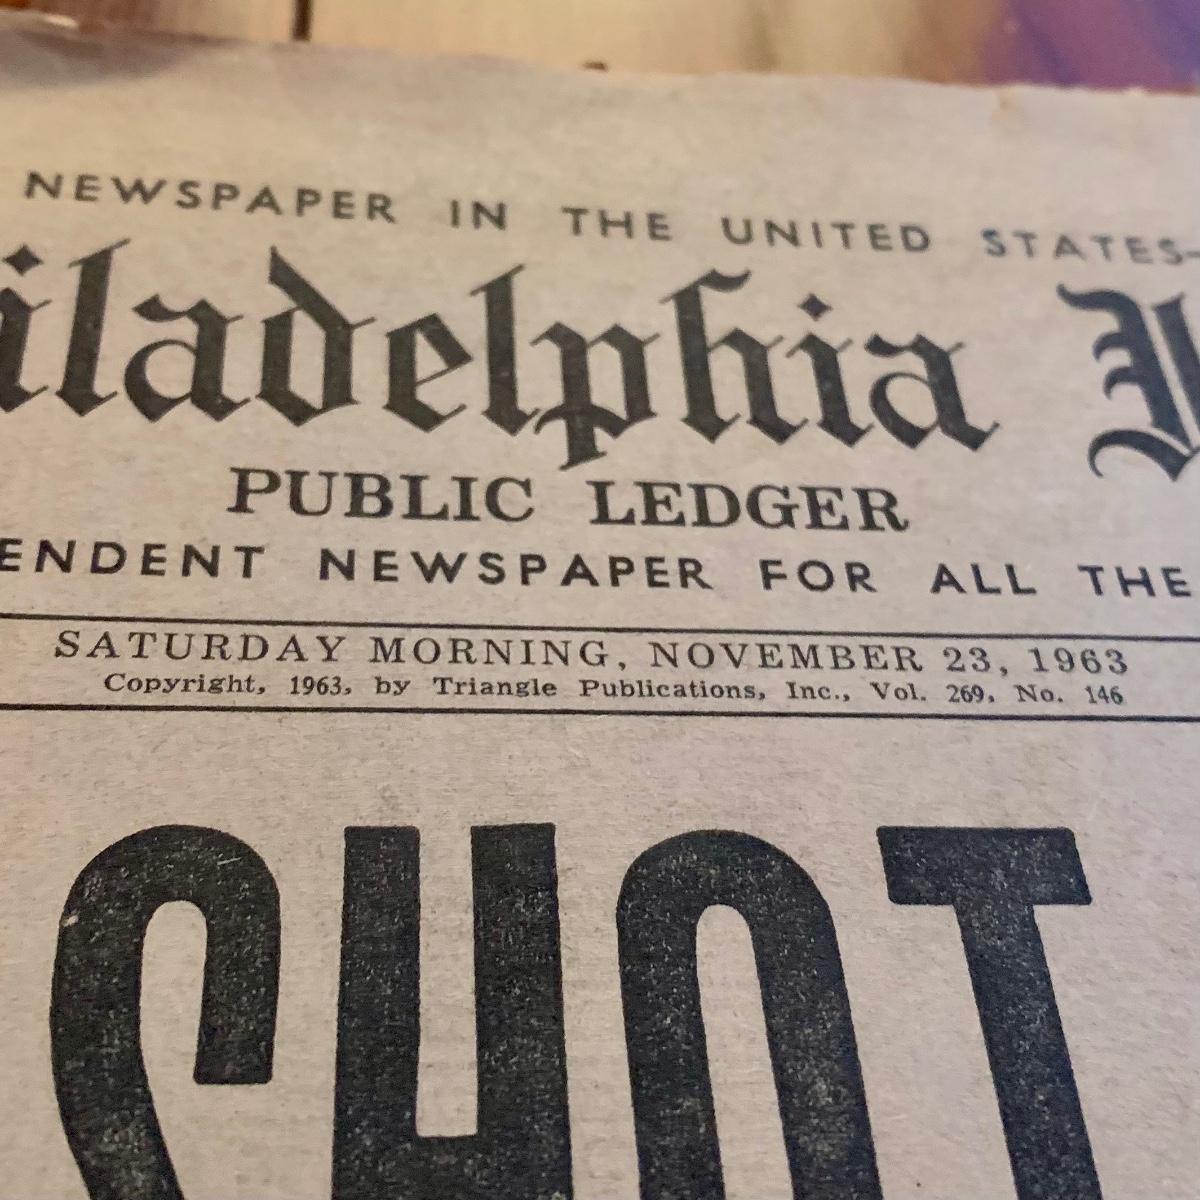 NEWSPAPER IN THE UNITED STATES-
iladelphia I
PUBLIC LEDGER
ENDENT NEWSPAPER FOR ALL THE
SATURDAY MORNING, NOVEMBER 23, 1963
Copyright, 1963, by Triangle Publications, Inc., Vol. 269, No. 146
SHOT